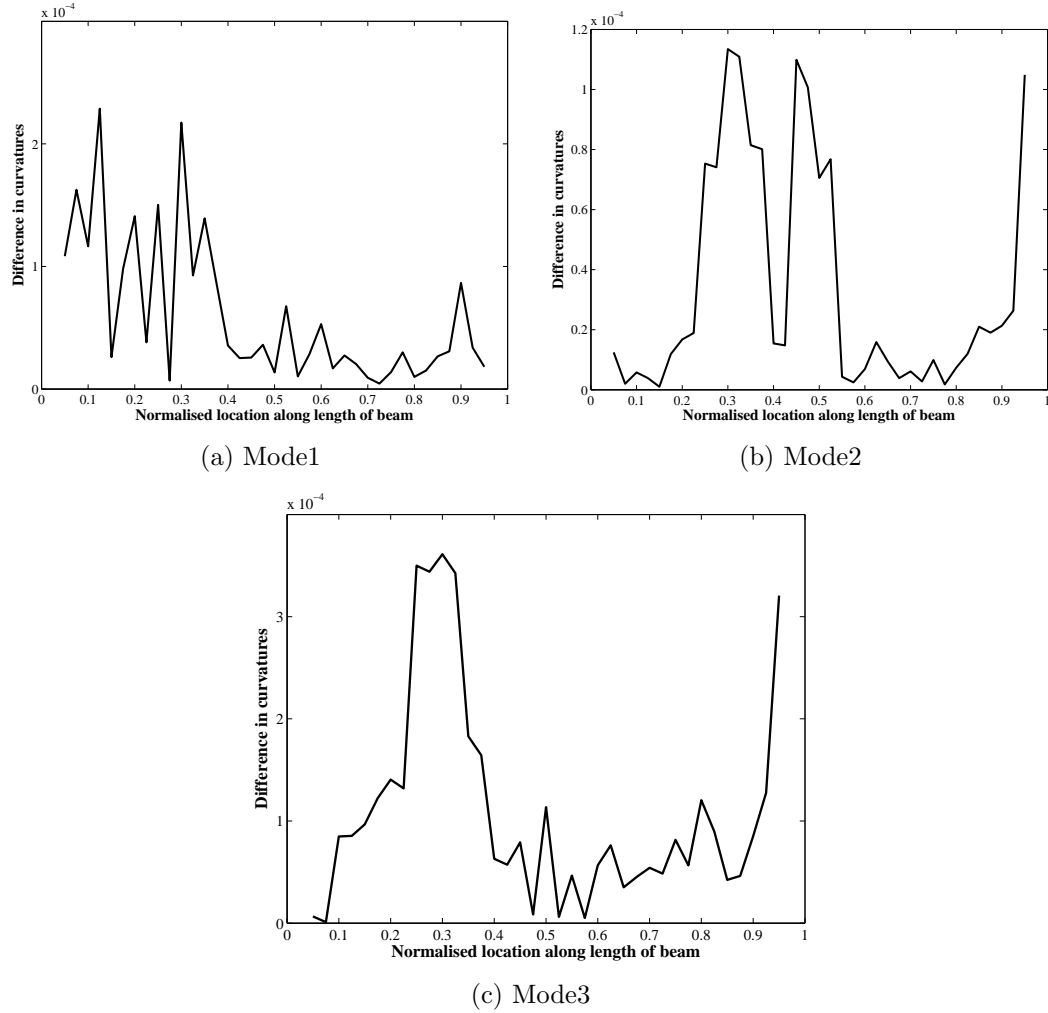 x 10⁻⁴
2
1
0
0 0.1 0.2 0.3 0.4 0.5 0.6 0.7 0.8 0.9 1
Difference in curvatures
Normalised location along length of beam
(a) Mode1
x 10⁻⁴
1.2
1
0.8
0.6
0.4
0.2
0
0 0.1 0.2 0.3 0.4 0.5 0.6 0.7 0.8 0.9 1
Difference in curvatures
Normalised location along length of beam
(b) Mode2
x 10⁻⁴
3
2
1
0
0 0.1 0.2 0.3 0.4 0.5 0.6 0.7 0.8 0.9 1
Difference in curvatures
Normalised location along length of beam
(c) Mode3